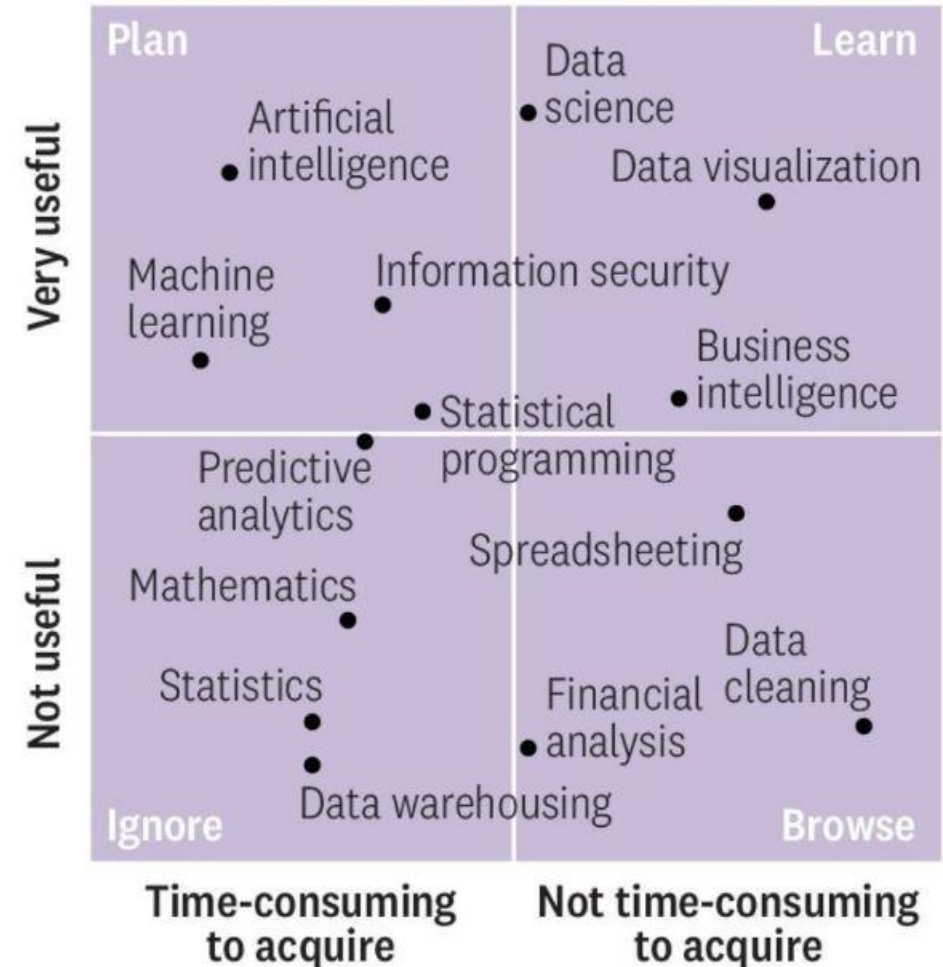 Plan
Learn
Data
science
Artificial
intelligence
Data visualization
Very useful
Machine
learning
Information security
Business
intelligence
Statistical
programming
Predictive
analytics
Spreadsheeting
Mathematics
Not useful
Data
cleaning
Statistics
Financial
analysis
Data warehousing
Ignore
Browse
Time-consuming
to acquire
Not time-consuming
to acquire